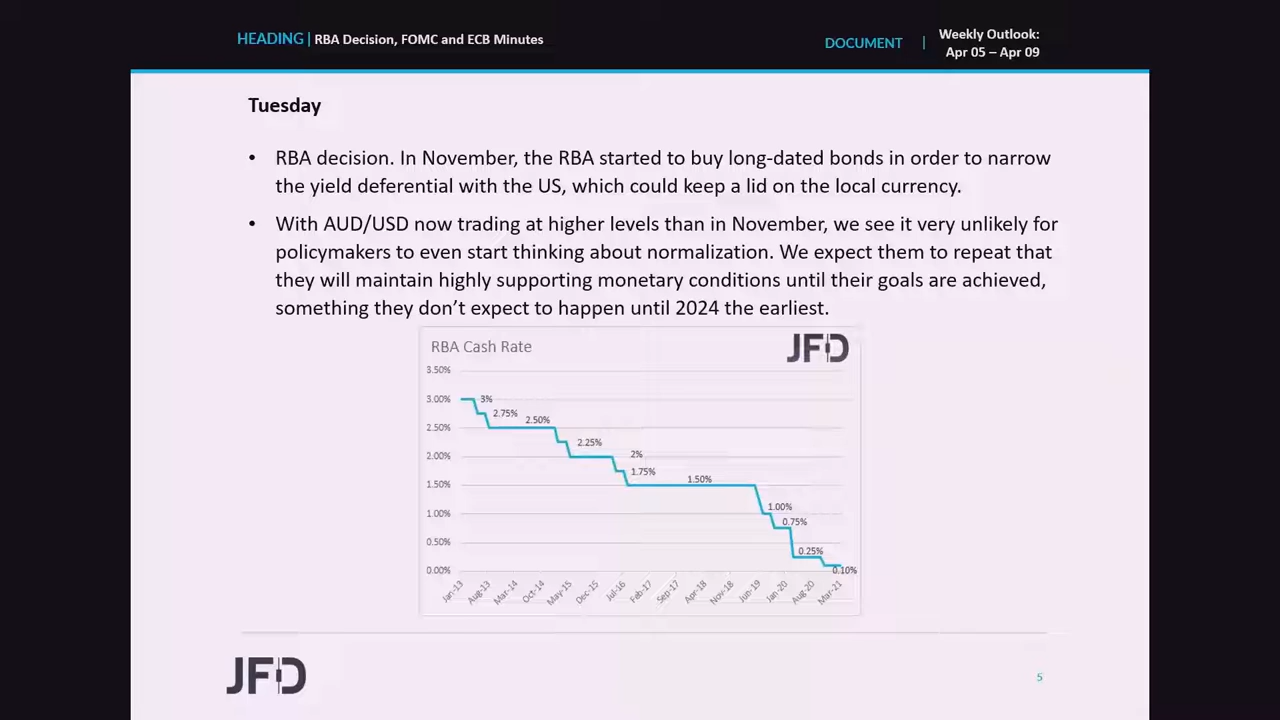 HEADING | RBA Decision, FOMC and ECB Minutes
DOCUMENT | Weekly Outlook:
Apr 05 – Apr 09
Tuesday
• RBA decision. In November, the RBA started to buy long-dated bonds in order to narrow
the yield deferential with the US, which could keep a lid on the local currency.
• With AUD/USD now trading at higher levels than in November, we see it very unlikely for
policymakers to even start thinking about normalization. We expect them to repeat that
they will maintain highly supporting monetary conditions until their goals are achieved,
something they don’t expect to happen until 2024 the earliest.
RBA Cash Rate
JFD
3.50%
3.00%
2.50%
2.00%
1.50%
1.00%
0.50%
0.00%
3%
2.75%
2.50%
2.25%
2%
1.75%
1.50%
1.00%
0.75%
0.25%
0.10%
Jan-13
Aug-13
Mar-14
Oct-14
May-15
Dec-15
Jul-16
Feb-17
Sep-17
Apr-18
Nov-18
Jun-19
Jan-20
Aug-20
Mar-21
JFD
5